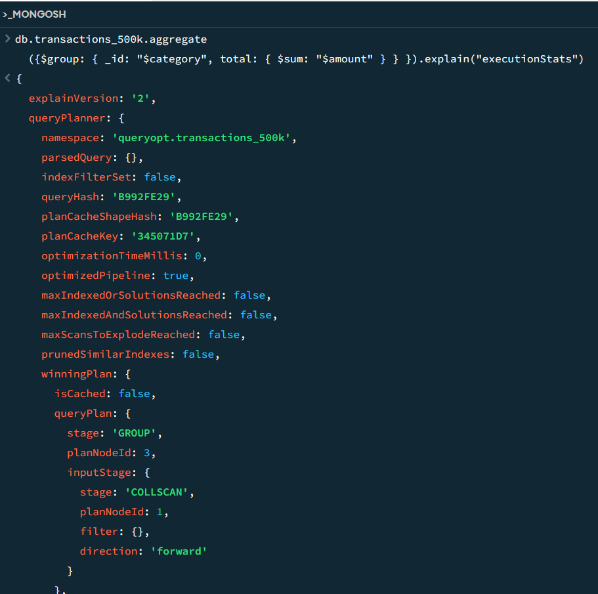 >_MONGOSH
> db.transactions_500k.aggregate
({$group: { _id: "$category", total: { $sum: "$amount" } } }).explain("executionStats")
< {
explainVersion: '2',
queryPlanner: {
namespace: 'queryopt.transactions_500k',
parsedQuery: {},
indexFilterSet: false,
queryHash: 'B992FE29',
planCacheShapeHash: 'B992FE29',
planCacheKey: '345071D7',
optimizationTimeMillis: 0,
optimizedPipeline: true,
maxIndexedOrSolutionsReached: false,
maxIndexedAndSolutionsReached: false,
maxScansToExplodeReached: false,
prunedSimilarIndexes: false,
winningPlan: {
isCached: false,
queryPlan: {
stage: 'GROUP',
planNodeId: 3,
inputStage: {
stage: 'COLLSCAN',
planNodeId: 1,
filter: {},
direction: 'forward'
}
},